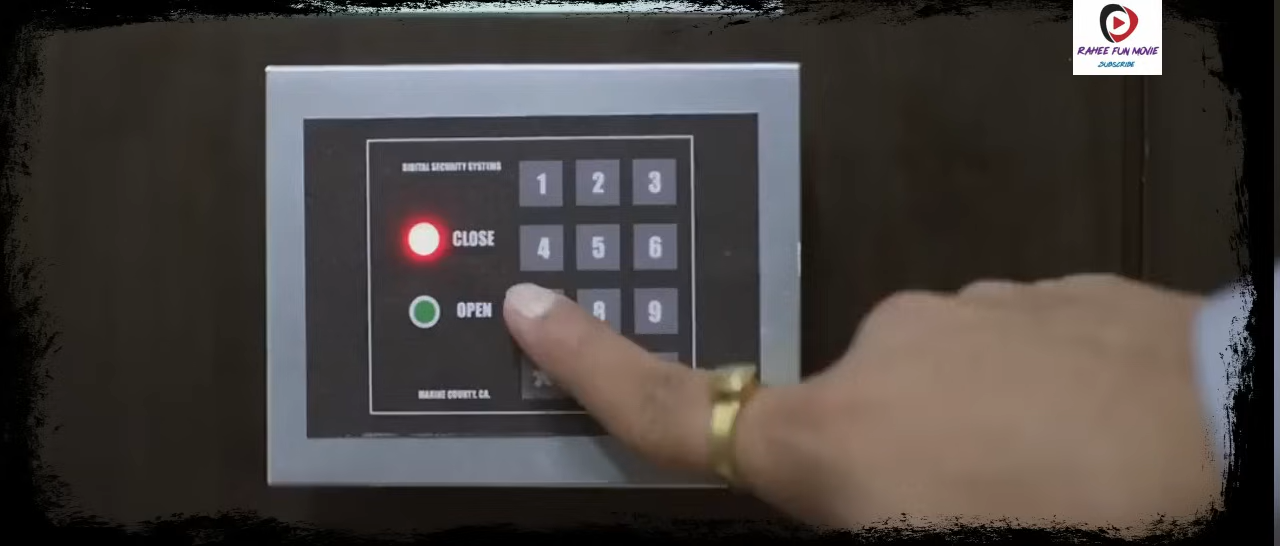 RAHEE FUN MOVIE
SUBSCRIBE
DIGITAL SECURITY SYSTEMS
1 2 3
CLOSE
4 5 6
OPEN
8 9
MARINE COUNTY, CA.